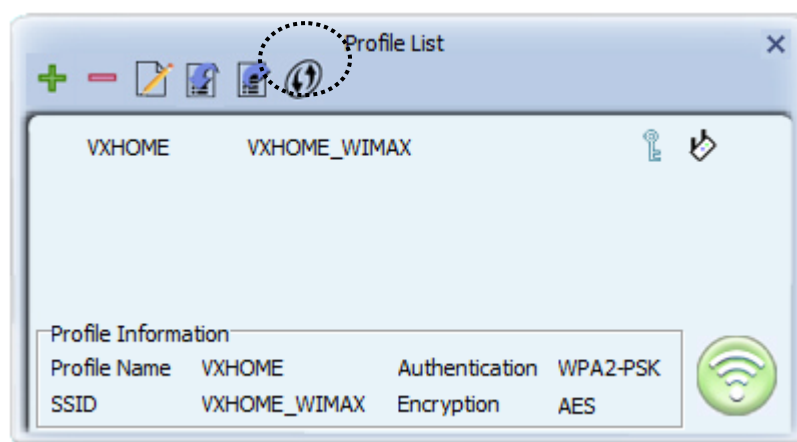 Profile List
VXHOME VXHOME_WIMAX
Profile Information
Profile Name VXHOME Authentication WPA2-PSK
SSID VXHOME_WIMAX Encryption AES